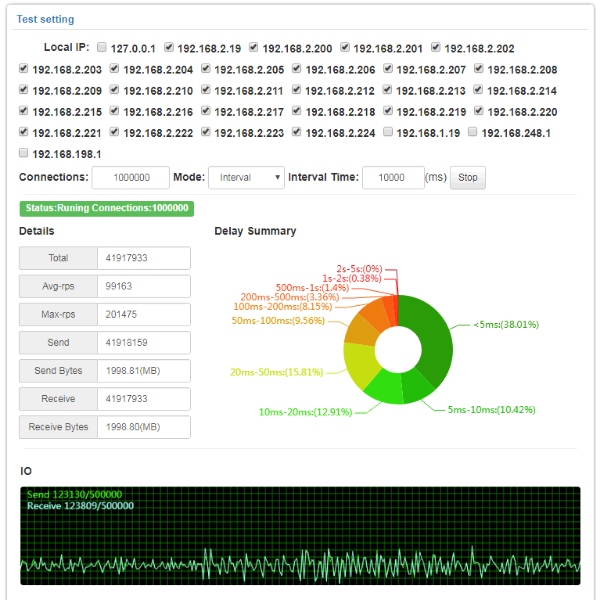 Test setting
Local IP: 127.0.0.1 192.168.2.19 192.168.2.200 192.168.2.201 192.168.2.202
192.168.2.203 192.168.2.204 192.168.2.205 192.168.2.206 192.168.2.207 192.168.2.208
192.168.2.209 192.168.2.210 192.168.2.211 192.168.2.212 192.168.2.213 192.168.2.214
192.168.2.215 192.168.2.216 192.168.2.217 192.168.2.218 192.168.2.219 192.168.2.220
192.168.2.221 192.168.2.222 192.168.2.223 192.168.2.224 192.168.1.19 192.168.248.1
192.168.198.1
Connections: 1000000 Mode: Interval Interval Time: 10000 (ms) Stop
Status:Runing Connections:1000000
Details
Total 41917933
Avg-rps 99163
Max-rps 201475
Send 41918159
Send Bytes 1998.81(MB)
Receive 41917933
Receive Bytes 1998.80(MB)
Delay Summary
2s-5s:(0%)
1s-2s:(0.38%)
500ms-1s:(1.4%)
200ms-500ms:(3.36%)
100ms-200ms:(8.15%)
50ms-100ms:(9.56%)
<5ms:(38.01%)
20ms-50ms:(15.81%)
10ms-20ms:(12.91%)
5ms-10ms:(10.42%)
IO
Send 123130/500000
Receive 123809/500000